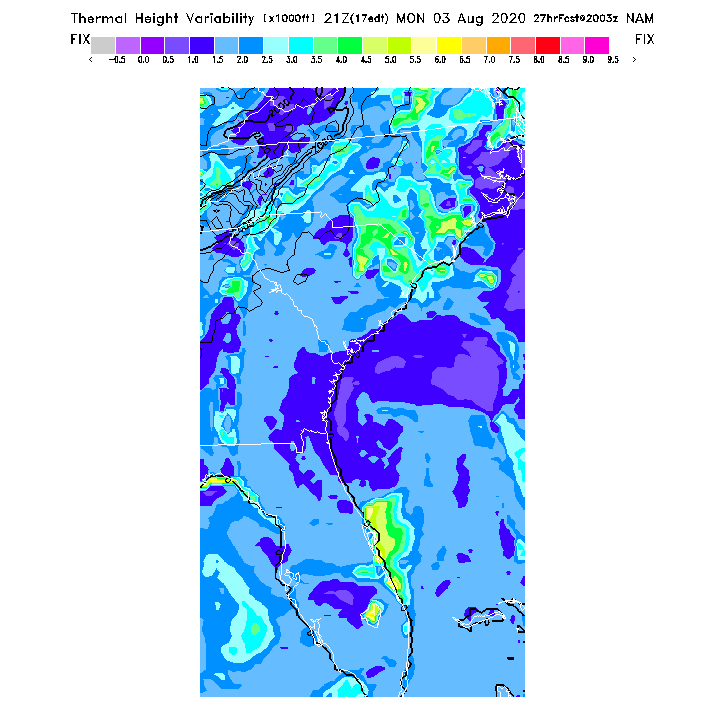 Thermal Height Variability [x1000ft] 21Z(17edt) MON 03 Aug 2020 27hrFcst@2003z NAM
FIX FIX
< -0.5 0.0 0.5 1.0 1.5 2.0 2.5 3.0 3.5 4.0 4.5 5.0 5.5 6.0 6.5 7.0 7.5 8.0 8.5 9.0 9.5 >